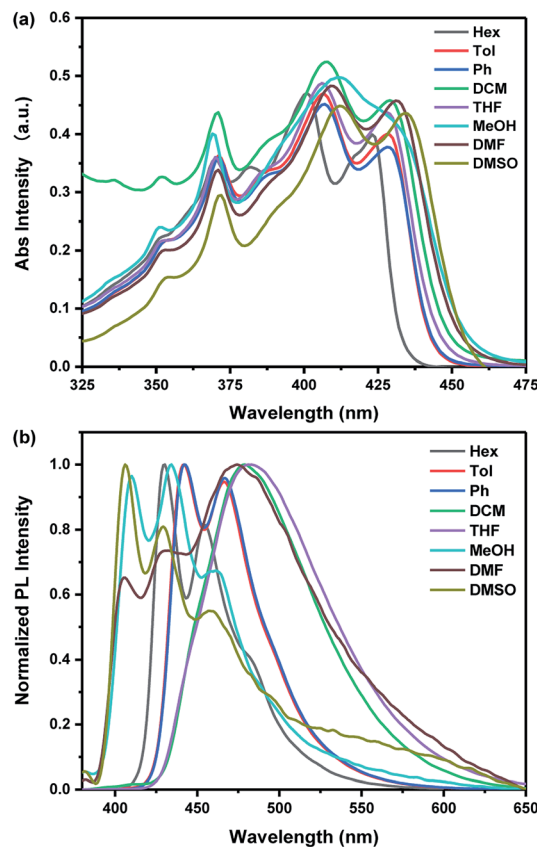 (a)
0.6
0.5
0.4
0.3
0.2
0.1
0.0
Abs Intensity (a.u.)
Hex
Tol
Ph
DCM
THF
MeOH
DMF
DMSO
325 350 375 400 425 450 475
Wavelength (nm)
(b)
1.0
0.8
0.6
0.4
0.2
0.0
Normalized PL Intensity
Hex
Tol
Ph
DCM
THF
MeOH
DMF
DMSO
400 450 500 550 600 650
Wavelength (nm)